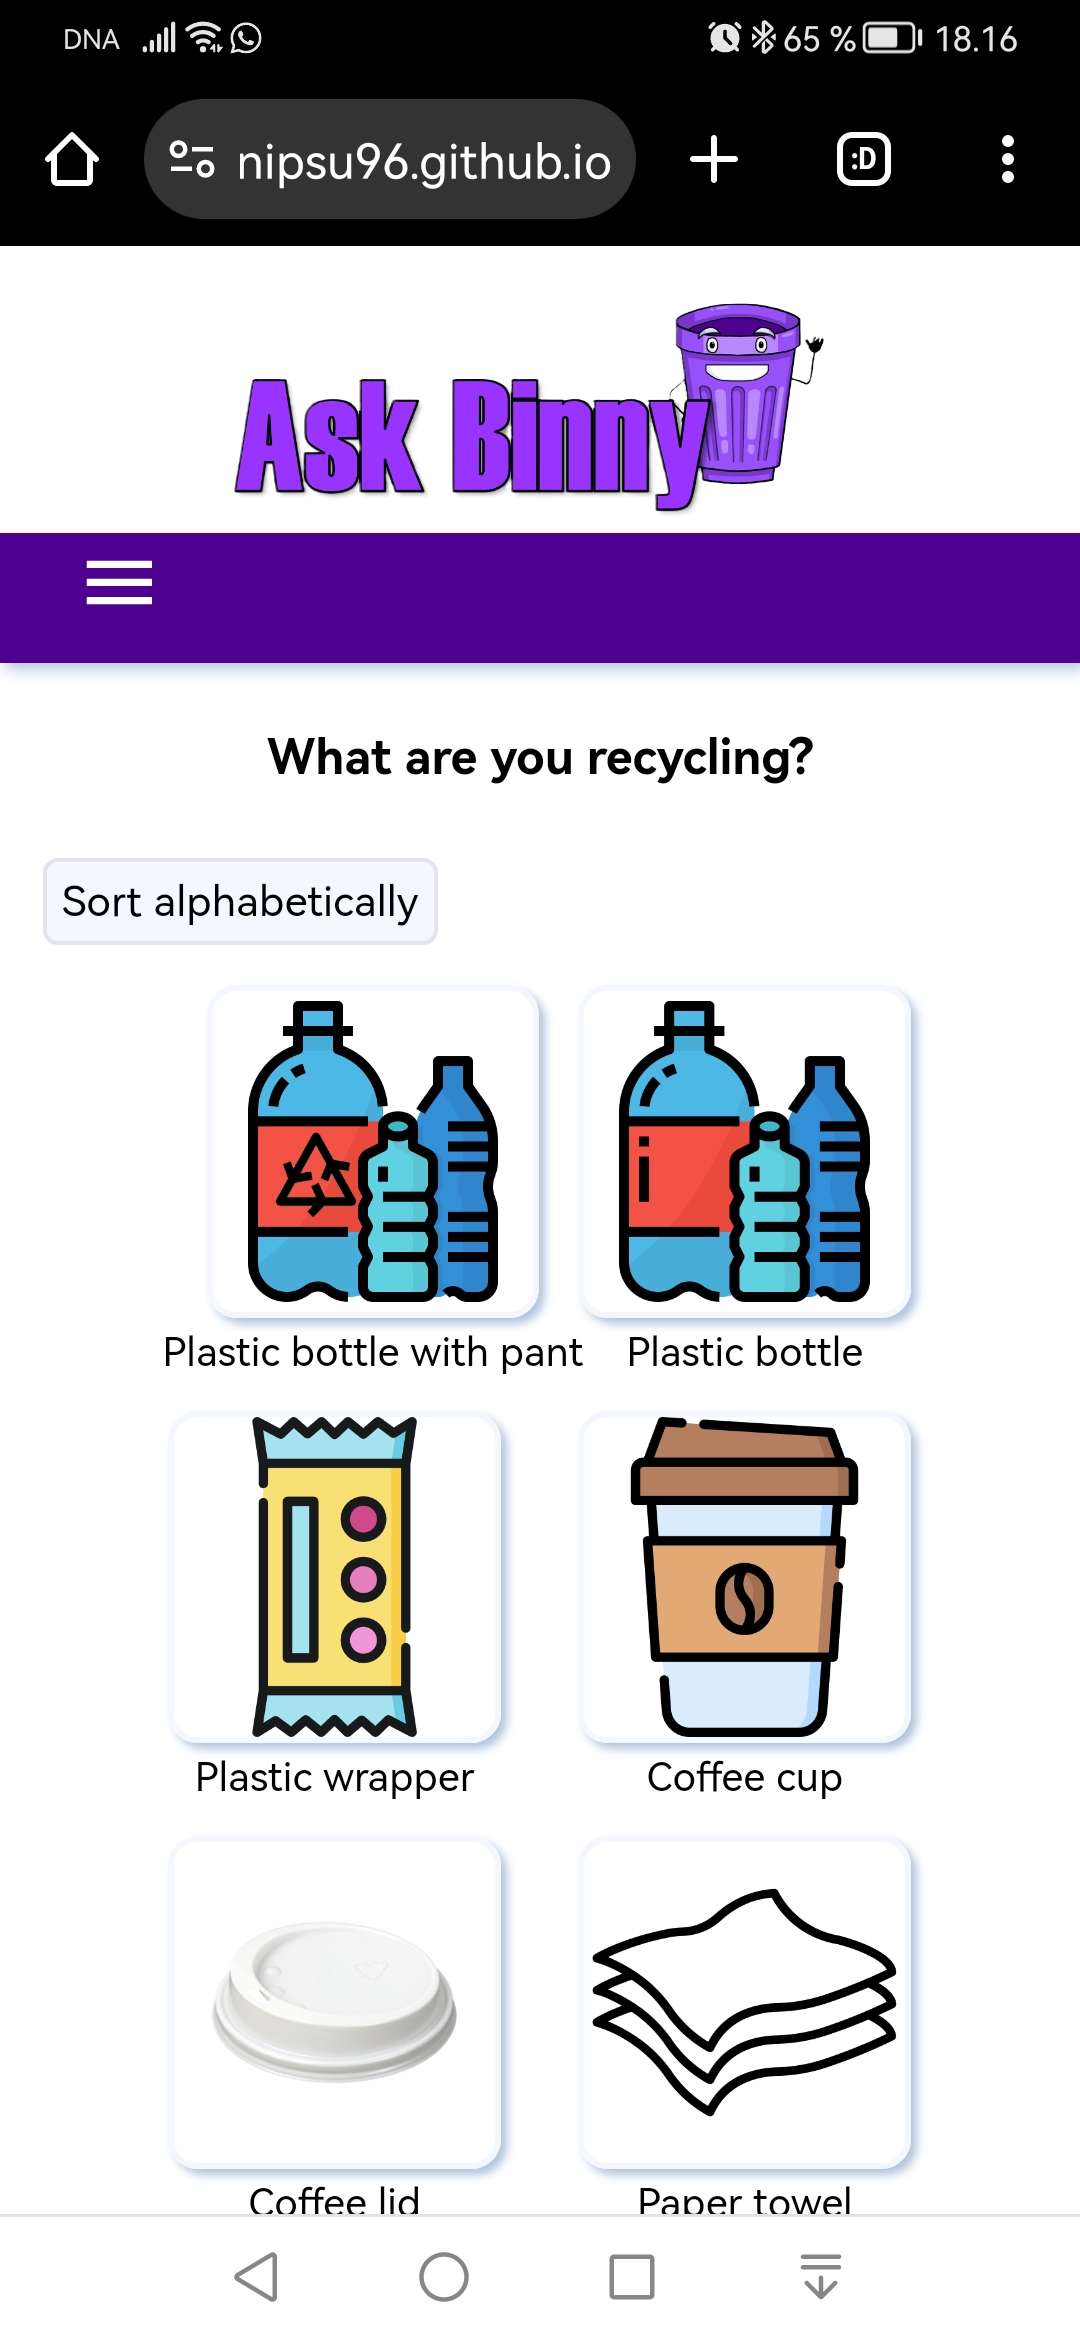 DNA 65 % 18.16
nipsu96.github.io :D
Ask Binny
What are you recycling?
Sort alphabetically
Plastic bottle with pant Plastic bottle
Plastic wrapper Coffee cup
Coffee lid Paper towel